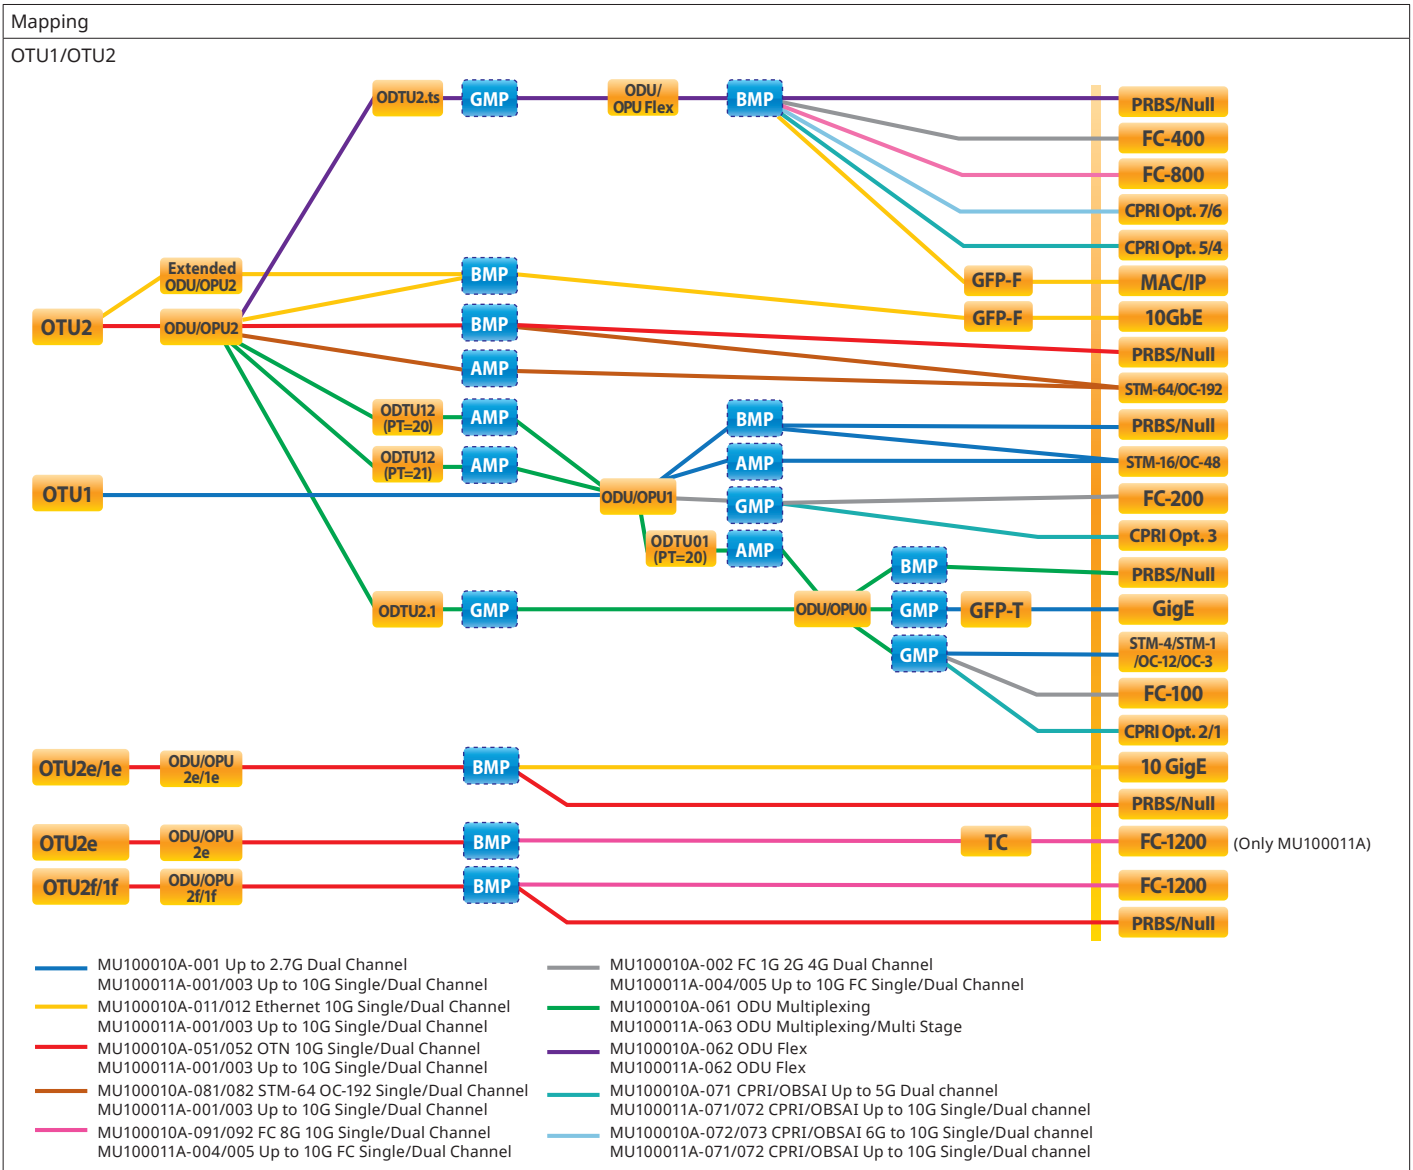 Mapping
OTU1/OTU2
ODTU2.ts
GMP
ODU/
OPU Flex
BMP
PRBS/Null
FC-400
FC-800
CPRI Opt. 7/6
CPRI Opt. 5/4
Extended
ODU/OPU2
BMP
GFP-F
MAC/IP
OTU2
ODU/OPU2
BMP
GFP-F
10GbE
PRBS/Null
AMP
STM-64/OC-192
ODTU12
(PT=20)
AMP
BMP
PRBS/Null
ODTU12
(PT=21)
AMP
AMP
STM-16/OC-48
OTU1
ODU/OPU1
GMP
FC-200
CPRI Opt. 3
ODTU01
(PT=20)
AMP
BMP
PRBS/Null
ODTU2.1
GMP
ODU/OPU0
GMP
GFP-T
GigE
GMP
STM-4/STM-1
/OC-12/OC-3
FC-100
CPRI Opt. 2/1
OTU2e/1e
ODU/OPU
2e/1e
BMP
10 GigE
PRBS/Null
OTU2e
ODU/OPU
2e
BMP
TC
FC-1200
(Only MU100011A)
OTU2f/1f
ODU/OPU
2f/1f
BMP
FC-1200
PRBS/Null
MU100010A-001 Up to 2.7G Dual Channel
MU100011A-001/003 Up to 10G Single/Dual Channel
MU100010A-011/012 Ethernet 10G Single/Dual Channel
MU100011A-001/003 Up to 10G Single/Dual Channel
MU100010A-051/052 OTN 10G Single/Dual Channel
MU100011A-001/003 Up to 10G Single/Dual Channel
MU100010A-081/082 STM-64 OC-192 Single/Dual Channel
MU100011A-001/003 Up to 10G Single/Dual Channel
MU100010A-091/092 FC 8G 10G Single/Dual Channel
MU100011A-004/005 Up to 10G FC Single/Dual Channel
MU100010A-002 FC 1G 2G 4G Dual Channel
MU100011A-004/005 Up to 10G FC Single/Dual Channel
MU100010A-061 ODU Multiplexing
MU100011A-063 ODU Multiplexing/Multi Stage
MU100010A-062 ODU Flex
MU100011A-062 ODU Flex
MU100010A-071 CPRI/OBSAI Up to 5G Dual channel
MU100011A-071/072 CPRI/OBSAI Up to 10G Single/Dual channel
MU100010A-072/073 CPRI/OBSAI 6G to 10G Single/Dual channel
MU100011A-071/072 CPRI/OBSAI Up to 10G Single/Dual channel